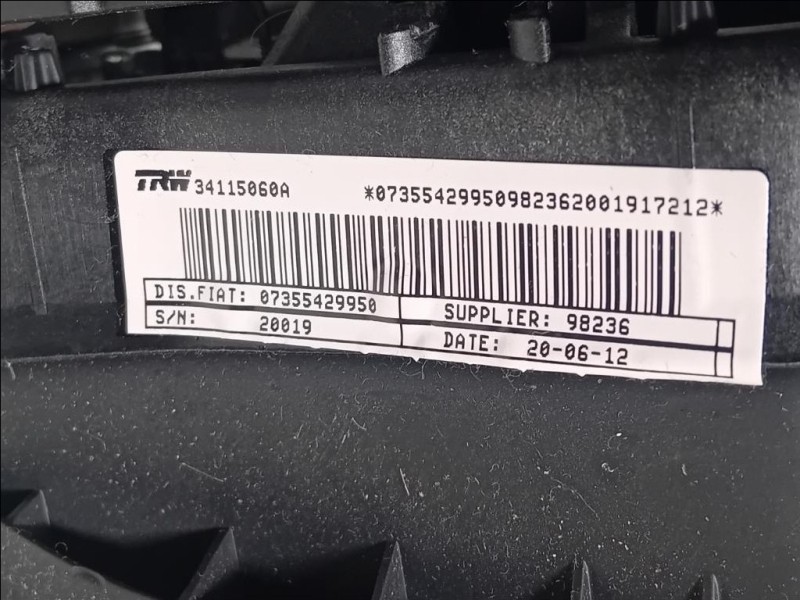 TRW 34115060A *07355429950982362001917212*
DIS.FIAT: 07355429950 SUPPLIER: 98236
S/N: 20019 DATE: 20-06-12